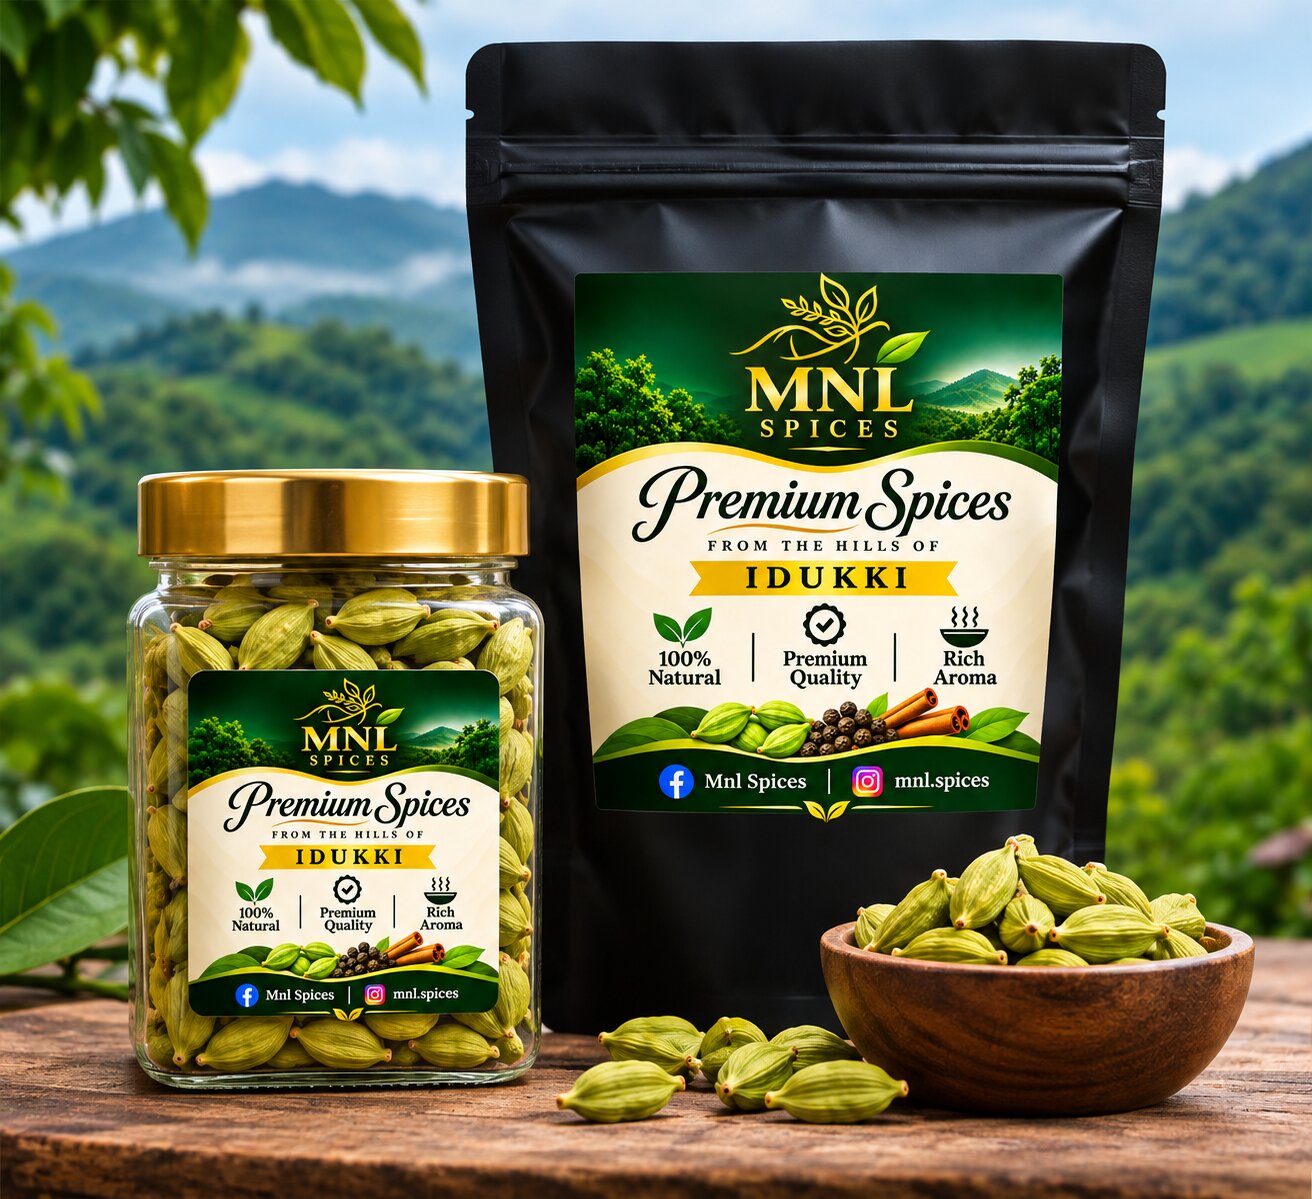 MNL
SPICES
Premium Spices
FROM THE HILLS OF
IDUKKI
100%
Natural
Premium
Quality
Rich
Aroma
Mnl Spices
mnl.spices
MNL
SPICES
Premium Spices
FROM THE HILLS OF
IDUKKI
100%
Natural
Premium
Quality
Rich
Aroma
Mnl Spices
mnl.spices